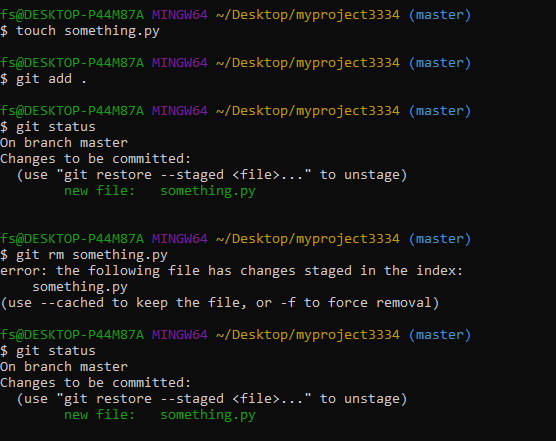 fs@DESKTOP-P44M87A MINGW64 ~/Desktop/myproject3334 (master)
$ touch something.py
fs@DESKTOP-P44M87A MINGW64 ~/Desktop/myproject3334 (master)
$ git add .
fs@DESKTOP-P44M87A MINGW64 ~/Desktop/myproject3334 (master)
$ git status
On branch master
Changes to be committed:
  (use "git restore --staged <file>..." to unstage)
        new file:   something.py
fs@DESKTOP-P44M87A MINGW64 ~/Desktop/myproject3334 (master)
$ git rm something.py
error: the following file has changes staged in the index:
    something.py
(use --cached to keep the file, or -f to force removal)
fs@DESKTOP-P44M87A MINGW64 ~/Desktop/myproject3334 (master)
$ git status
On branch master
Changes to be committed:
  (use "git restore --staged <file>..." to unstage)
        new file:   something.py